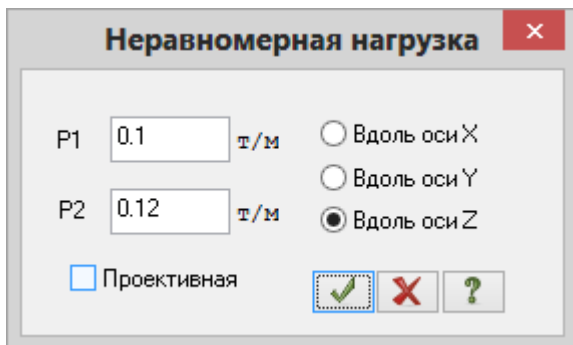 Неравномерная нагрузка
P1 0.1 т/м
Вдоль оси X
Вдоль оси Y
P2 0.12 т/м
Вдоль оси Z
Проективная